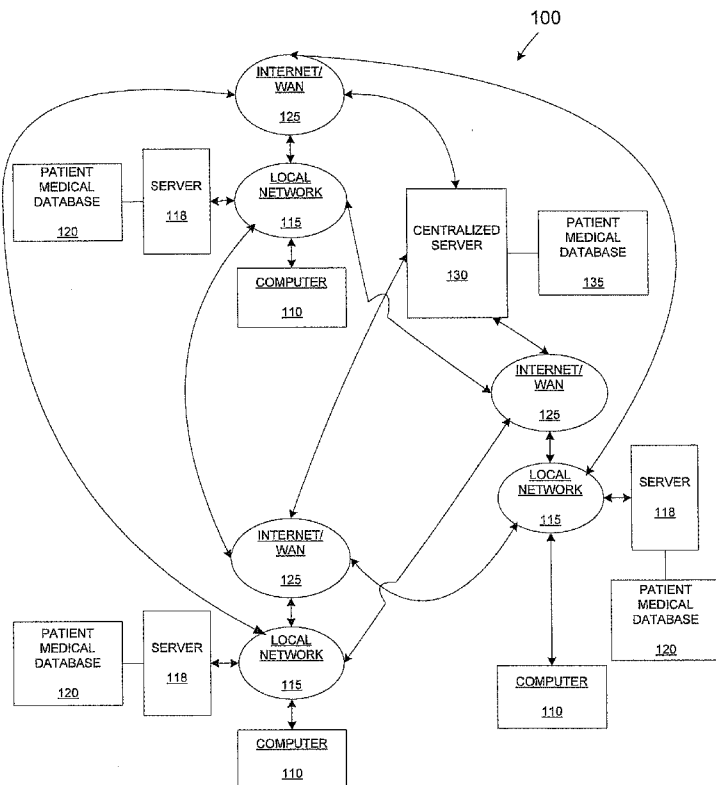 100
INTERNET/
WAN
125
PATIENT
MEDICAL
DATABASE
120
SERVER
118
LOCAL
NETWORK
115
COMPUTER
110
CENTRALIZED
SERVER
130
PATIENT
MEDICAL
DATABASE
135
INTERNET/
WAN
125
LOCAL
NETWORK
115
SERVER
118
PATIENT
MEDICAL
DATABASE
120
COMPUTER
110
INTERNET/
WAN
125
PATIENT
MEDICAL
DATABASE
120
SERVER
118
LOCAL
NETWORK
115
COMPUTER
110